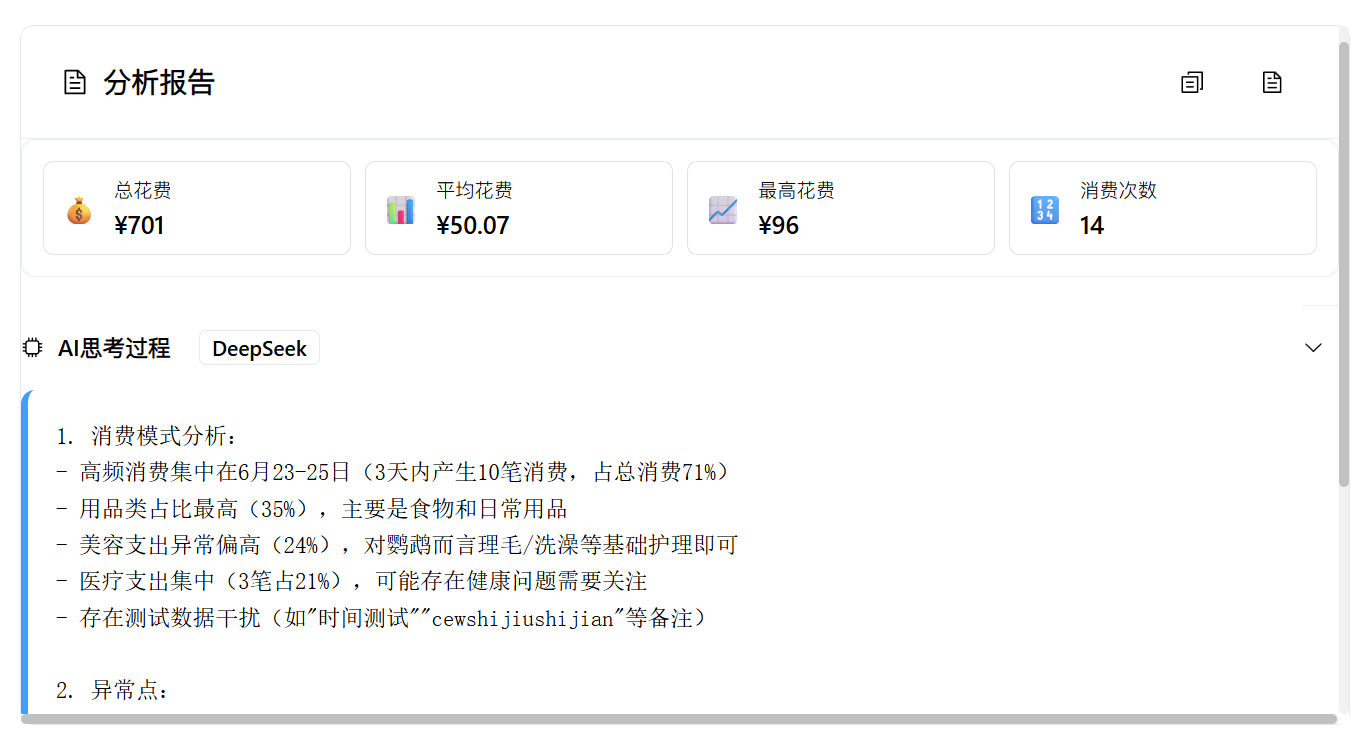 分析报告
总花费
¥701
平均花费
¥50.07
最高花费
¥96
消费次数
14
AI思考过程 DeepSeek
1. 消费模式分析：
- 高频消费集中在6月23-25日（3天内产生10笔消费，占总消费71%）
- 用品类占比最高（35%），主要是食物和日常用品
- 美容支出异常偏高（24%），对鹦鹉而言理毛/洗澡等基础护理即可
- 医疗支出集中（3笔占21%），可能存在健康问题需要关注
- 存在测试数据干扰（如"时间测试""cewshijiushijian"等备注）
2. 异常点：